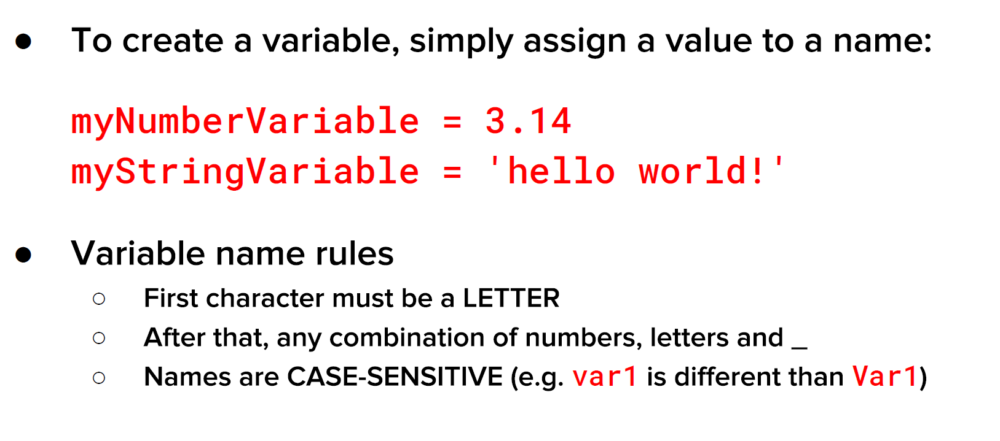 ● To create a variable, simply assign a value to a name:
myNumberVariable = 3.14
myStringVariable = 'hello world!'
● Variable name rules
○ First character must be a LETTER
○ After that, any combination of numbers, letters and _
○ Names are CASE-SENSITIVE (e.g. var1 is different than Var1)